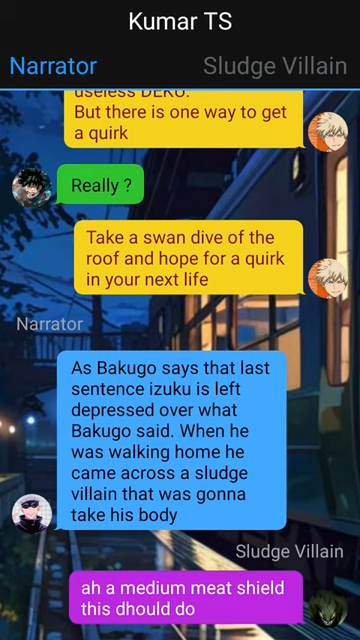 Kumar TS
Narrator
Sludge Villain
useless DEKU.
But there is one way to get
a quirk
Really ?
Take a swan dive of the
roof and hope for a quirk
in your next life
Narrator
As Bakugo says that last
sentence izuku is left
depressed over what
Bakugo said. When he
was walking home he
came across a sludge
villain that was gonna
take his body
Sludge Villain
ah a medium meat shield
this dhould do